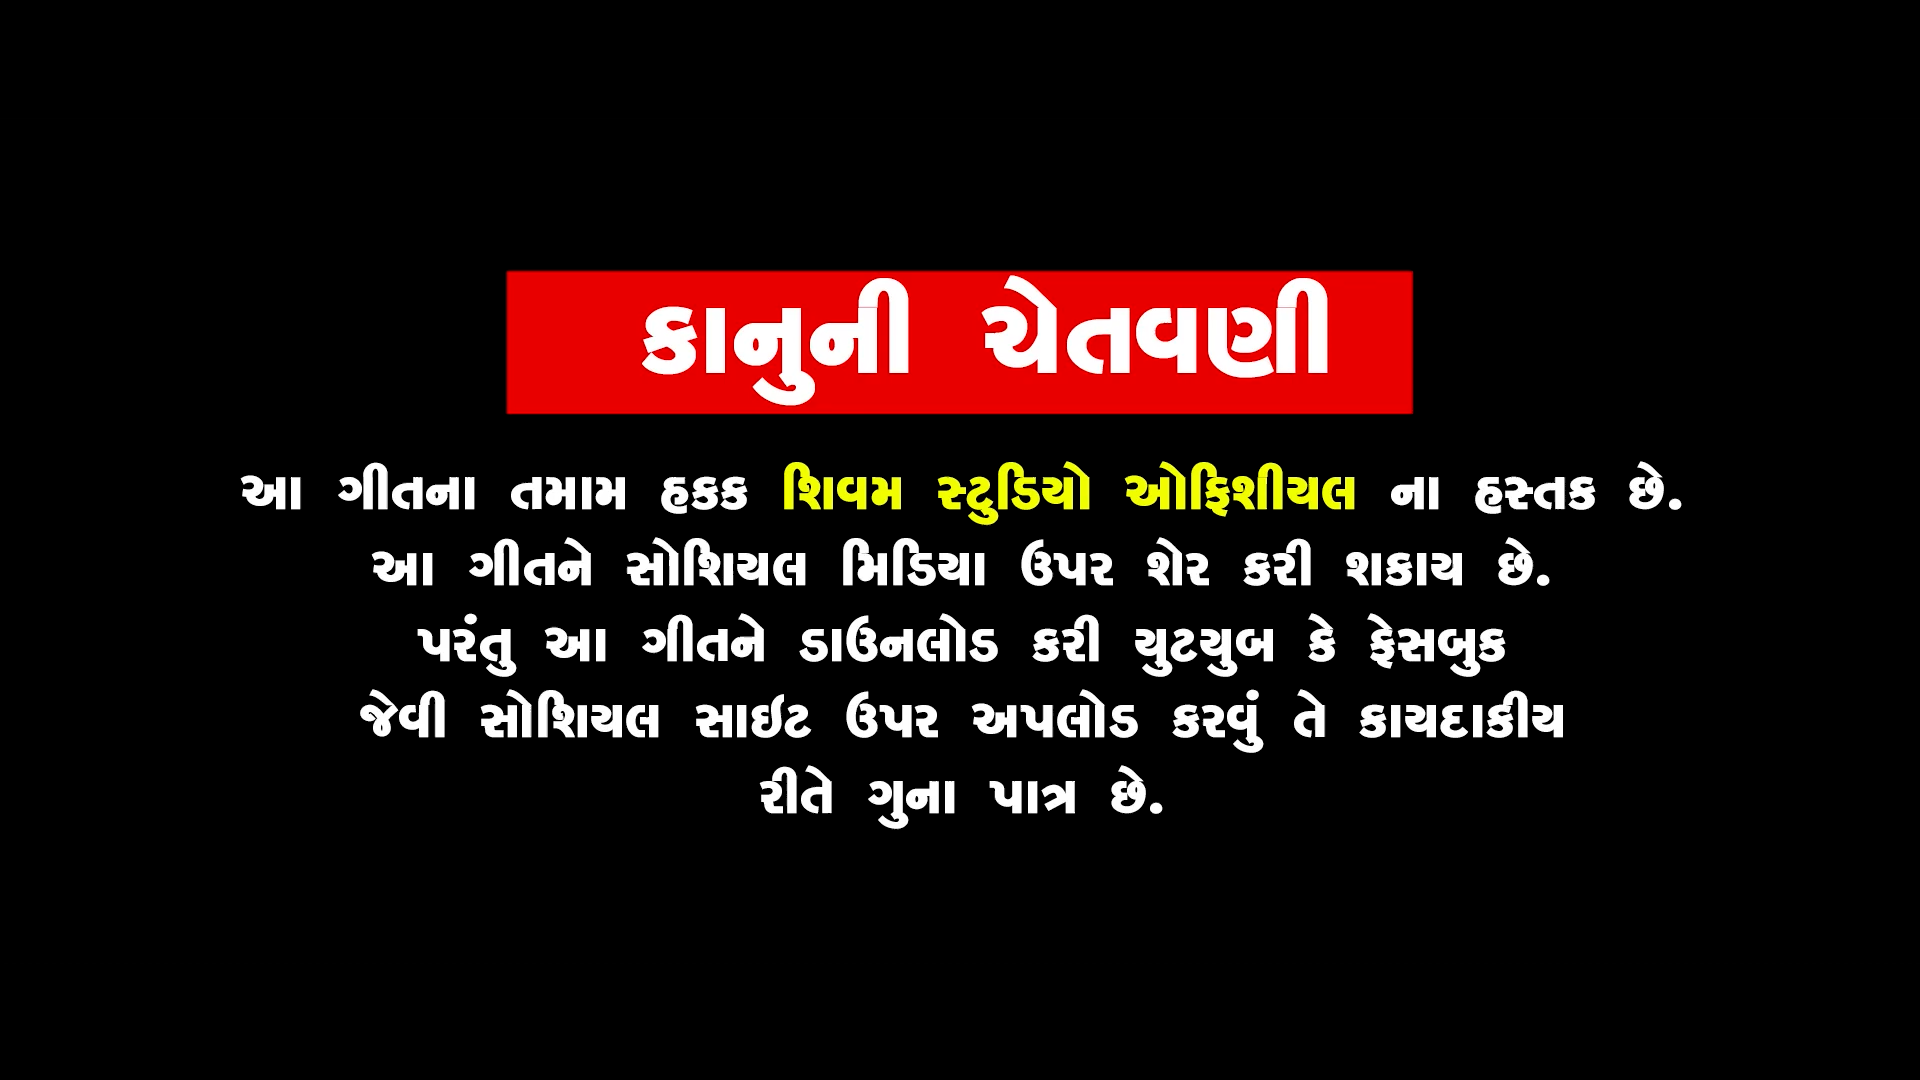 કાનુની ચેતવણી
આ ગીતના તમામ હકક શિવમ સ્ટુડિયો ઓફિશીયલ ના હસ્તક છે.
આ ગીતને સોશિયલ મિડિયા ઉપર શેર કરી શકાય છે.
પરંતુ આ ગીતને ડાઉનલોડ કરી યુટયુબ કે ફેસબુક
જેવી સોશિયલ સાઇટ ઉપર અપલોડ કરવું તે કાયદાકીય
રીતે ગુના પાત્ર છે.